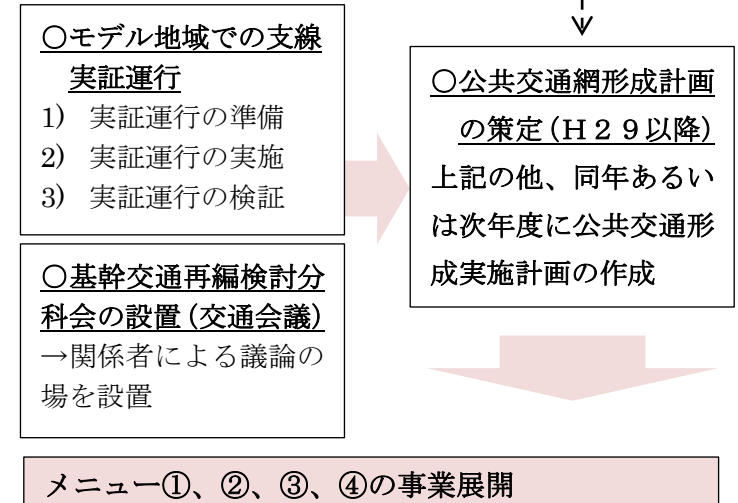 ○モデル地域での支線
実証運行
1) 実証運行の準備
2) 実証運行の実施
3) 実証運行の検証
○基幹交通再編検討分
科会の設置(交通会議)
→関係者による議論の
場を設置
○公共交通網形成計画
の策定(H29以降)
上記の他、同年あるい
は次年度に公共交通形
成実施計画の作成
メニュー①、②、③、④の事業展開